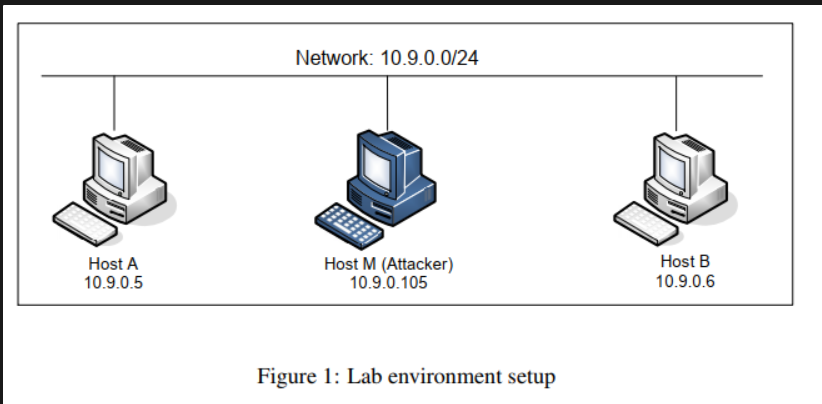 Network: 10.9.0.0/24
Host A
10.9.0.5
Host M (Attacker)
10.9.0.105
Host B
10.9.0.6
Figure 1: Lab environment setup